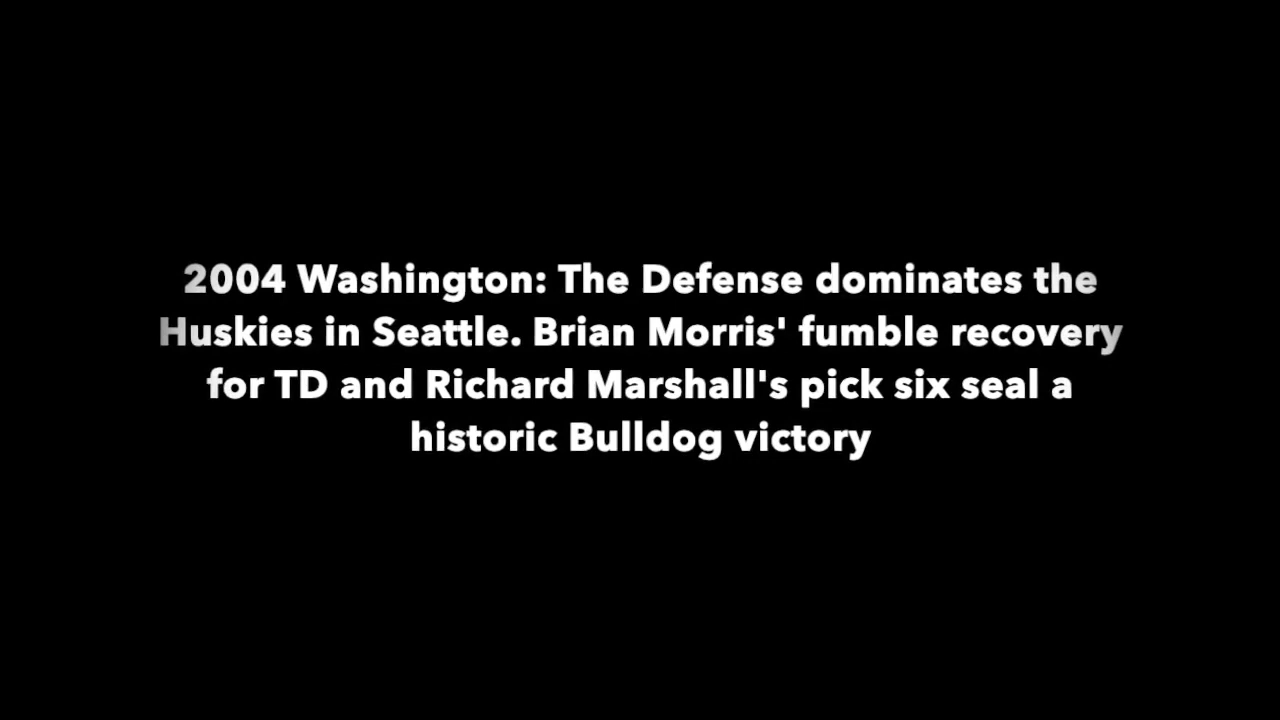 2004 Washington: The Defense dominates the
Huskies in Seattle. Brian Morris' fumble recovery
for TD and Richard Marshall's pick six seal a
historic Bulldog victory